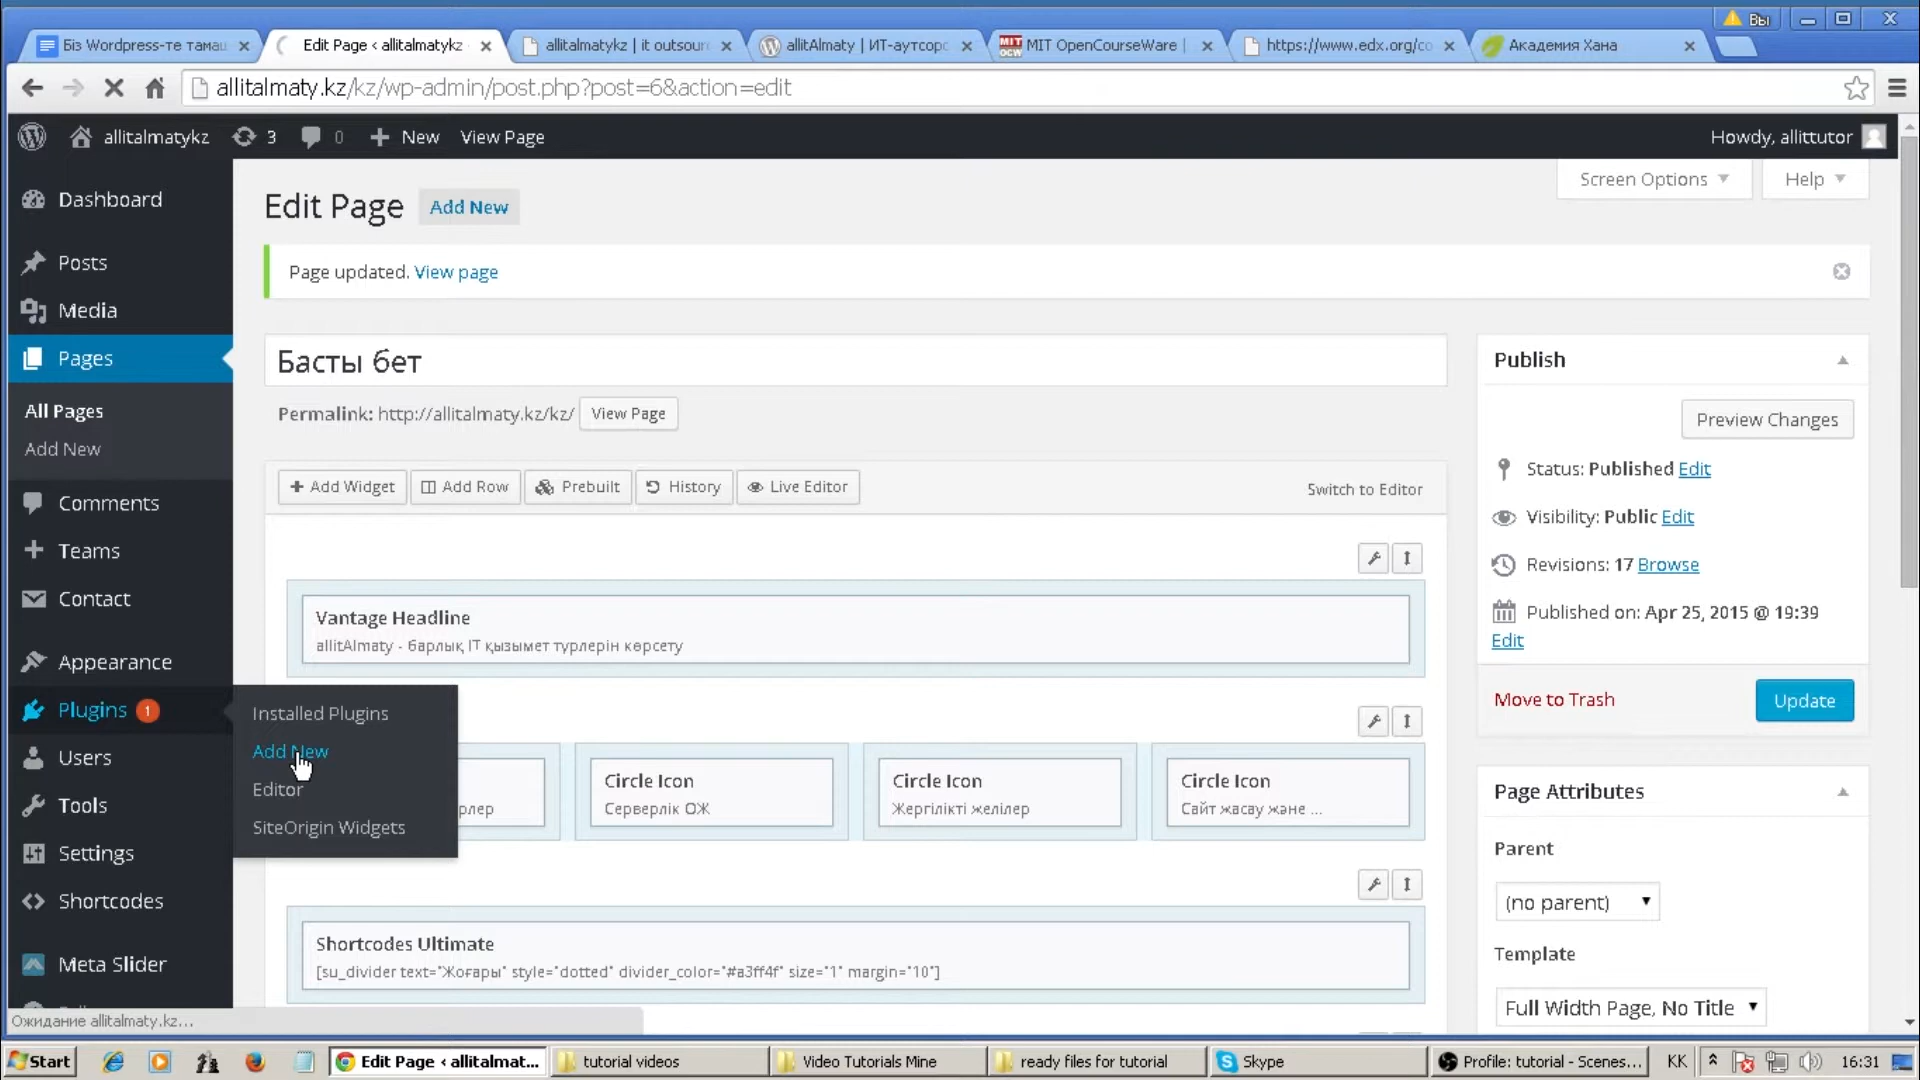 Вы
Біз Wordpress-те тамаш
Edit Page ‹ allitalmatykz
allitalmatykz | it outsour
allitAlmaty | ИТ-аутсорс
MIT OCW
MIT OpenCourseWare |
https://www.edx.org/co
Академия Хана
allitalmaty.kz/kz/wp-admin/post.php?post=6&action=edit
allitalmatykz
3
0
New
View Page
Howdy, allittutor
Screen Options
Help
Dashboard
Posts
Media
Pages
All Pages
Add New
Comments
Teams
Contact
Appearance
Plugins 1
Users
Tools
Settings
Shortcodes
Meta Slider
Installed Plugins
Add New
Editor
SiteOrigin Widgets
Edit Page
Add New
Page updated. View page
Басты бет
Permalink: http://allitalmaty.kz/kz/
View Page
Add Widget
Add Row
Prebuilt
History
Live Editor
Switch to Editor
Vantage Headline
allitAlmaty - барлық IT қызымет түрлерін көрсету
рлер
Circle Icon
Серверлік ОЖ
Circle Icon
Жергілікті желілер
Circle Icon
Сайт жасау және ...
Shortcodes Ultimate
[su_divider text="Жоғары" style="dotted" divider_color="#a3ff4f" size="1" margin="10"]
Publish
Preview Changes
Status: Published Edit
Visibility: Public Edit
Revisions: 17 Browse
Published on: Apr 25, 2015 @ 19:39
Edit
Move to Trash
Update
Page Attributes
Parent
(no parent)
Template
Full Width Page, No Title
Ожидание allitalmaty.kz...
Start
Edit Page ‹ allitalmat...
tutorial videos
Video Tutorials Mine
ready files for tutorial
Skype
Profile: tutorial - Scenes...
KK
16:31